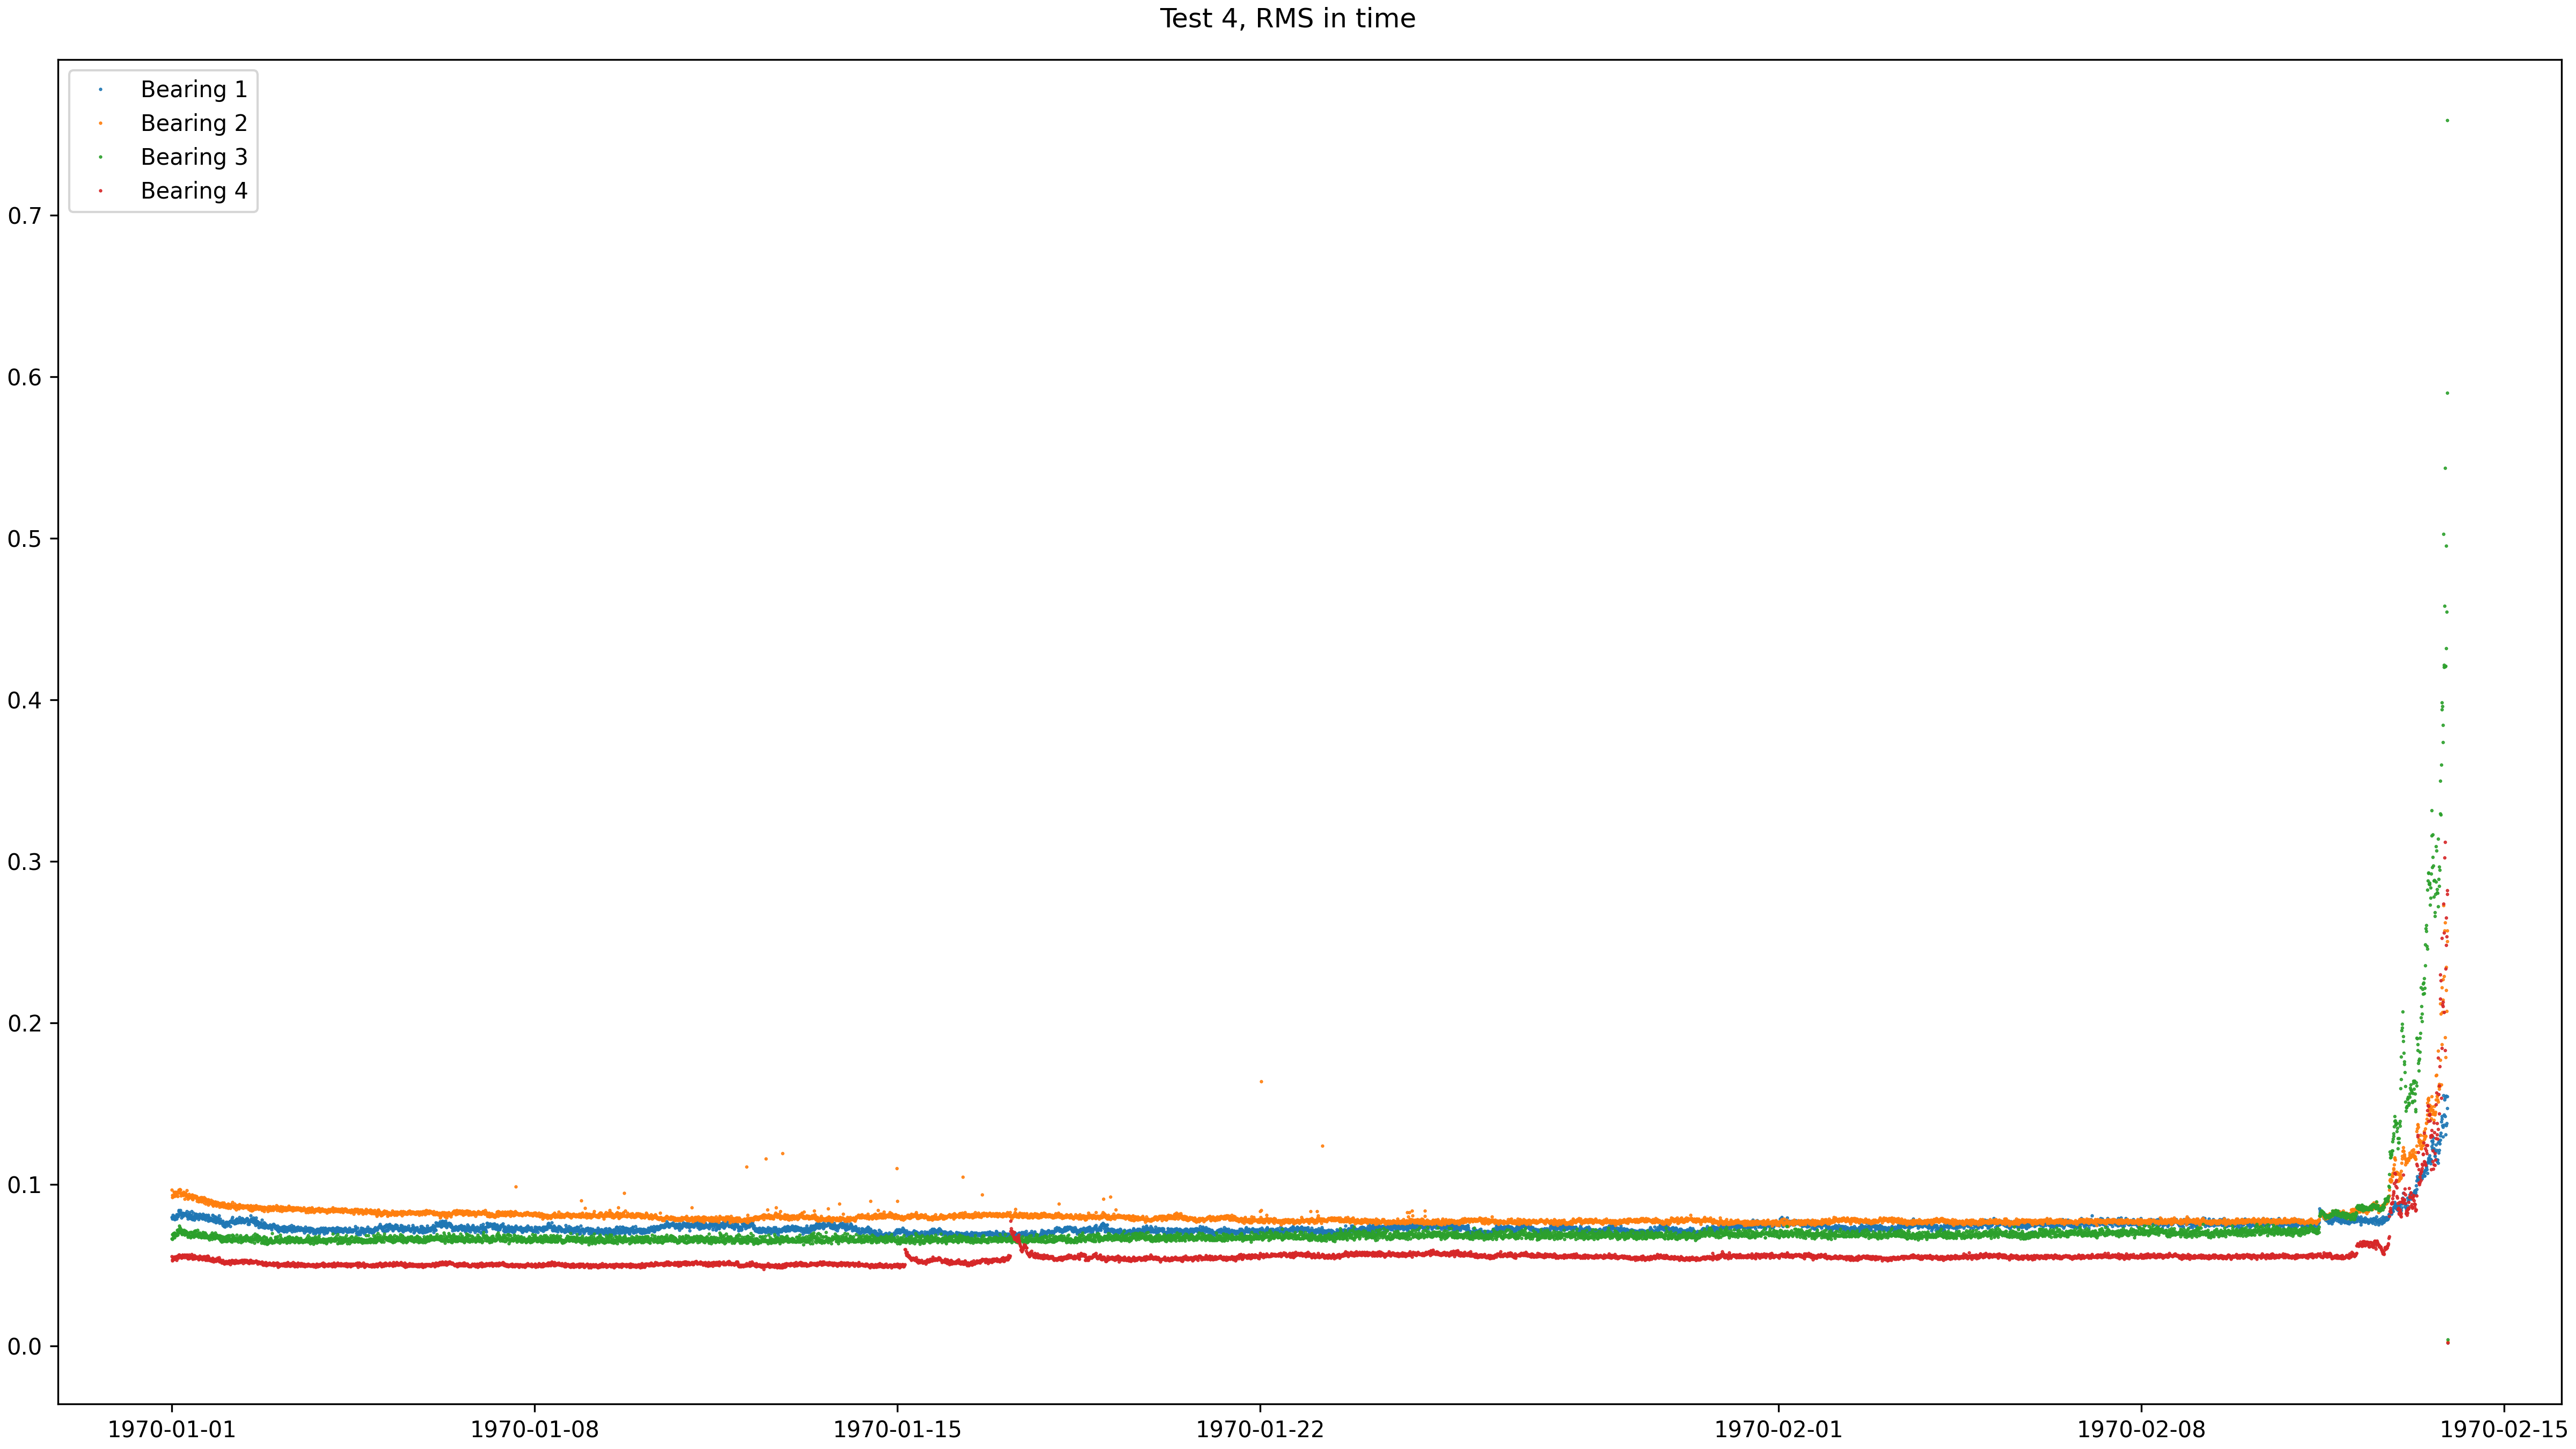 Test 4, RMS in time
Bearing 1
Bearing 2
Bearing 3
Bearing 4
0.7
0.6
0.5
0.4
0.3
0.2
0.1
0.0
1970-01-01 1970-01-08 1970-01-15 1970-01-22 1970-02-01 1970-02-08 1970-02-15